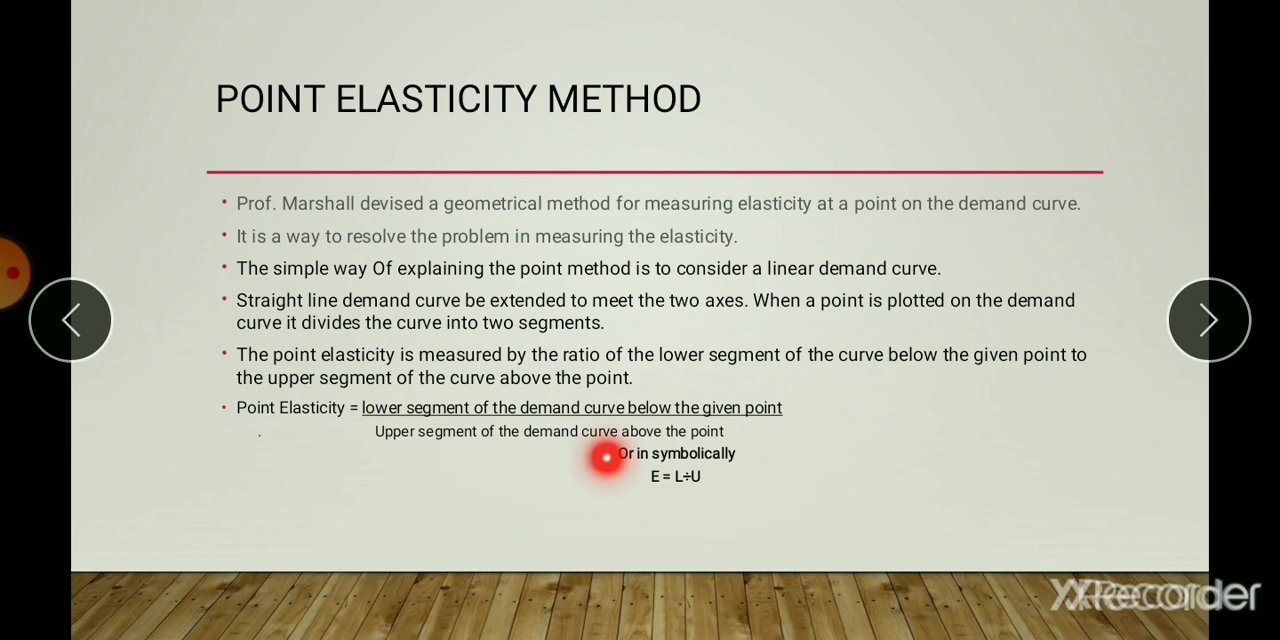 POINT ELASTICITY METHOD
• Prof. Marshall devised a geometrical method for measuring elasticity at a point on the demand curve.
• It is a way to resolve the problem in measuring the elasticity.
• The simple way Of explaining the point method is to consider a linear demand curve.
• Straight line demand curve be extended to meet the two axes. When a point is plotted on the demand
curve it divides the curve into two segments.
• The point elasticity is measured by the ratio of the lower segment of the curve below the given point to
the upper segment of the curve above the point.
• Point Elasticity = lower segment of the demand curve below the given point
. Upper segment of the demand curve above the point
Or in symbolically
E = L÷U
XRecorder